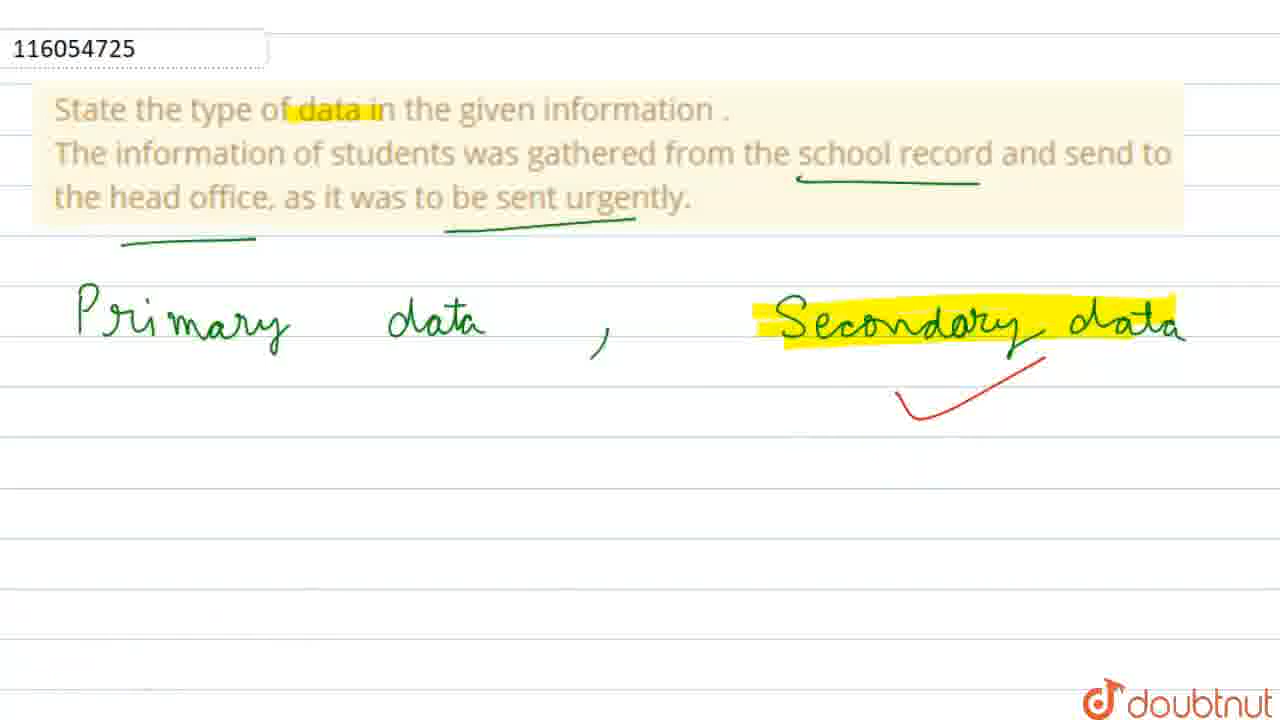 116054725
State the type of data in the given information .
The information of students was gathered from the school record and send to
the head office, as it was to be sent urgently.
Primary data , Secondary data
doubtnut